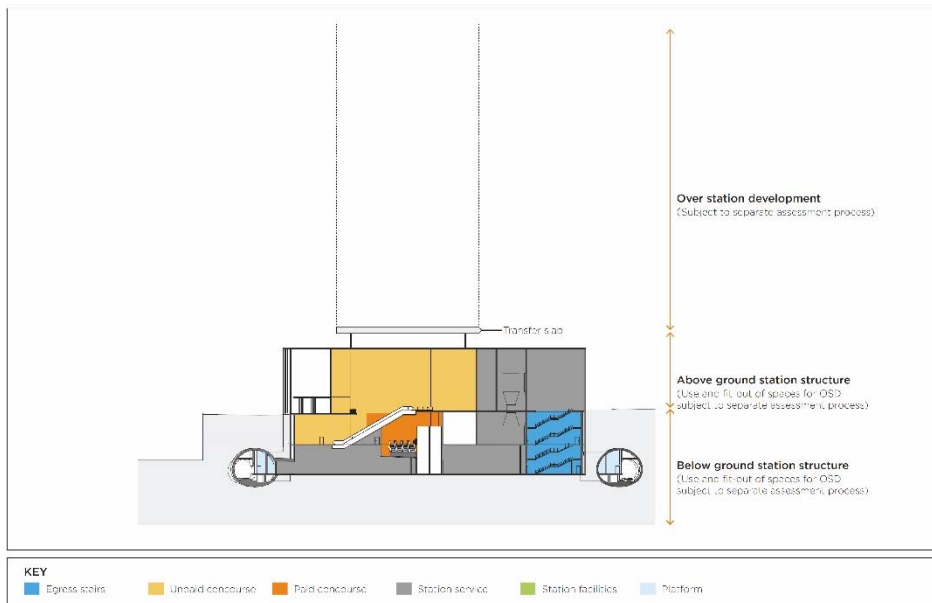 Over station development
(Subject to separate assessment process)
Transfer slab
Above ground station structure
(Use and fit-out of spaces for OSD
subject to separate assessment process)
Below ground station structure
(Use and fit-out of spaces for OSD
subject to separate assessment process)
KEY
Egress stairs
Unpaid concourse
Paid concourse
Station service
Station facilities
Platform